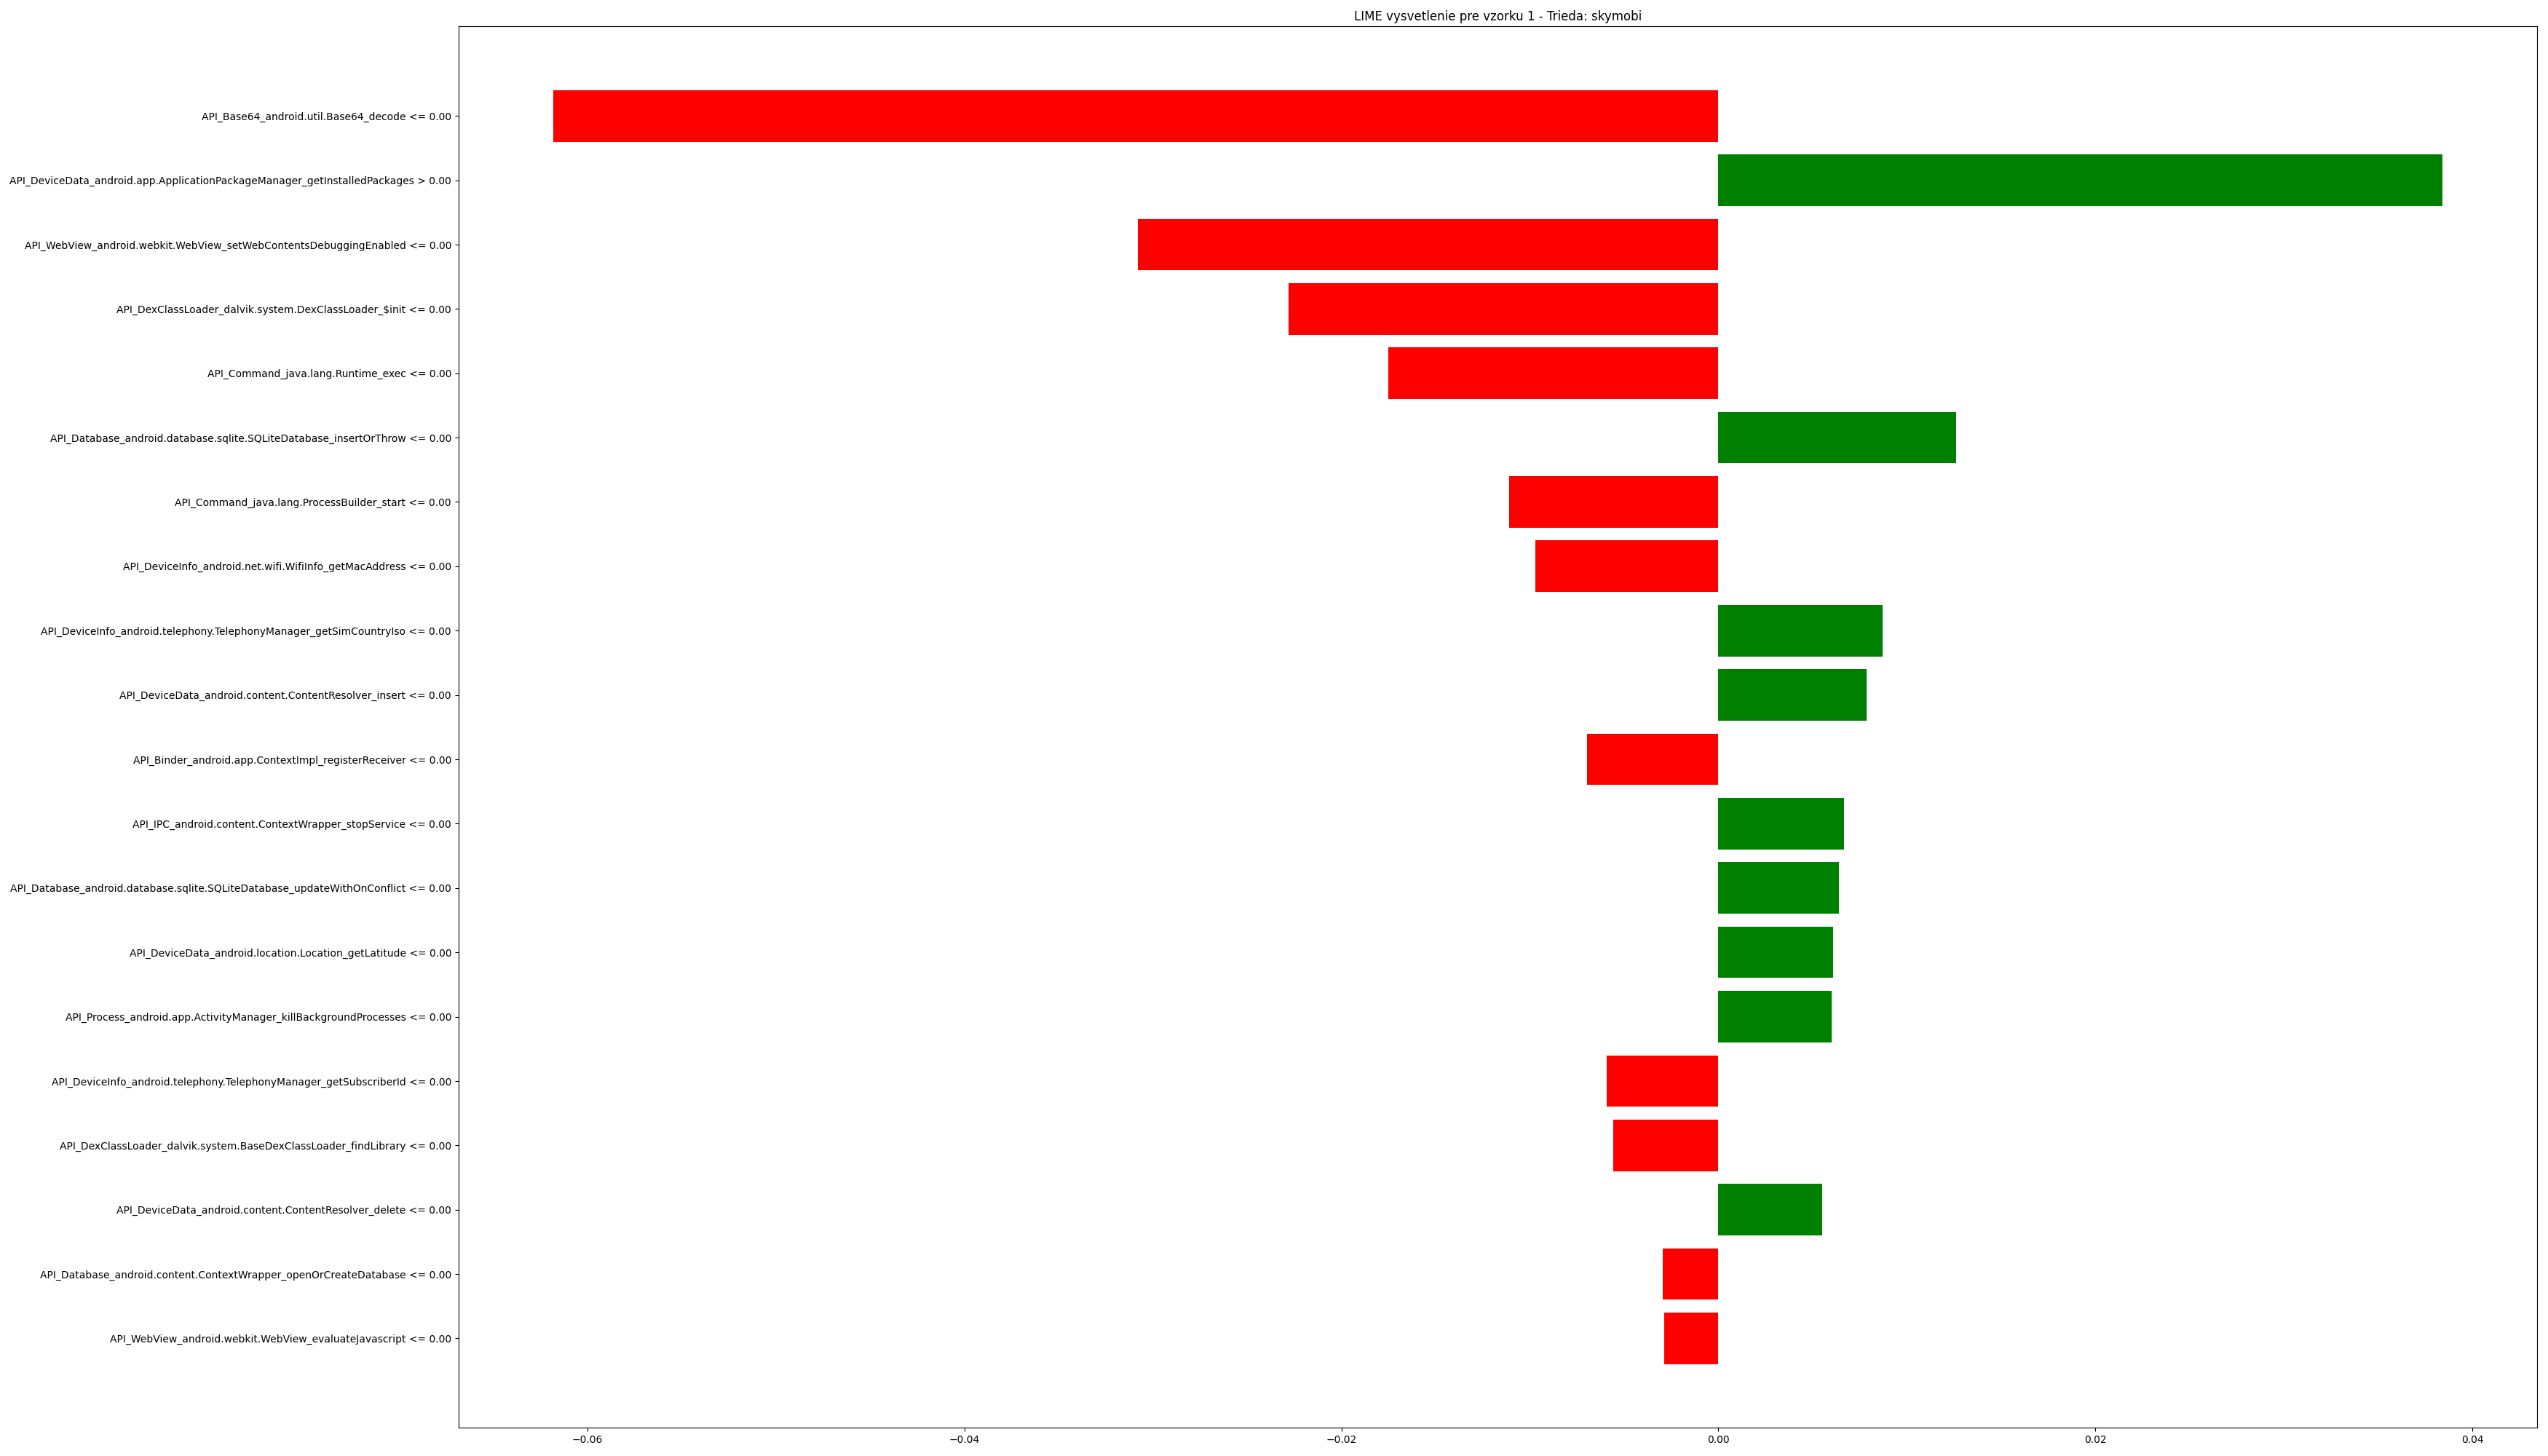 LIME vysvetlenie pre vzorku 1 - Trieda: skymobi
API_Base64_android.util.Base64_decode <= 0.00
API_DeviceData_android.app.ApplicationPackageManager_getInstalledPackages > 0.00
API_WebView_android.webkit.WebView_setWebContentsDebuggingEnabled <= 0.00
API_DexClassLoader_dalvik.system.DexClassLoader_$init <= 0.00
API_Command_java.lang.Runtime_exec <= 0.00
API_Database_android.database.sqlite.SQLiteDatabase_insertOrThrow <= 0.00
API_Command_java.lang.ProcessBuilder_start <= 0.00
API_DeviceInfo_android.net.wifi.WifiInfo_getMacAddress <= 0.00
API_DeviceInfo_android.telephony.TelephonyManager_getSimCountryIso <= 0.00
API_DeviceData_android.content.ContentResolver_insert <= 0.00
API_Binder_android.app.ContextImpl_registerReceiver <= 0.00
API_IPC_android.content.ContextWrapper_stopService <= 0.00
API_Database_android.database.sqlite.SQLiteDatabase_updateWithOnConflict <= 0.00
API_DeviceData_android.location.Location_getLatitude <= 0.00
API_Process_android.app.ActivityManager_killBackgroundProcesses <= 0.00
API_DeviceInfo_android.telephony.TelephonyManager_getSubscriberId <= 0.00
API_DexClassLoader_dalvik.system.BaseDexClassLoader_findLibrary <= 0.00
API_DeviceData_android.content.ContentResolver_delete <= 0.00
API_Database_android.content.ContextWrapper_openOrCreateDatabase <= 0.00
API_WebView_android.webkit.WebView_evaluateJavascript <= 0.00
−0.06 −0.04 −0.02 0.00 0.02 0.04